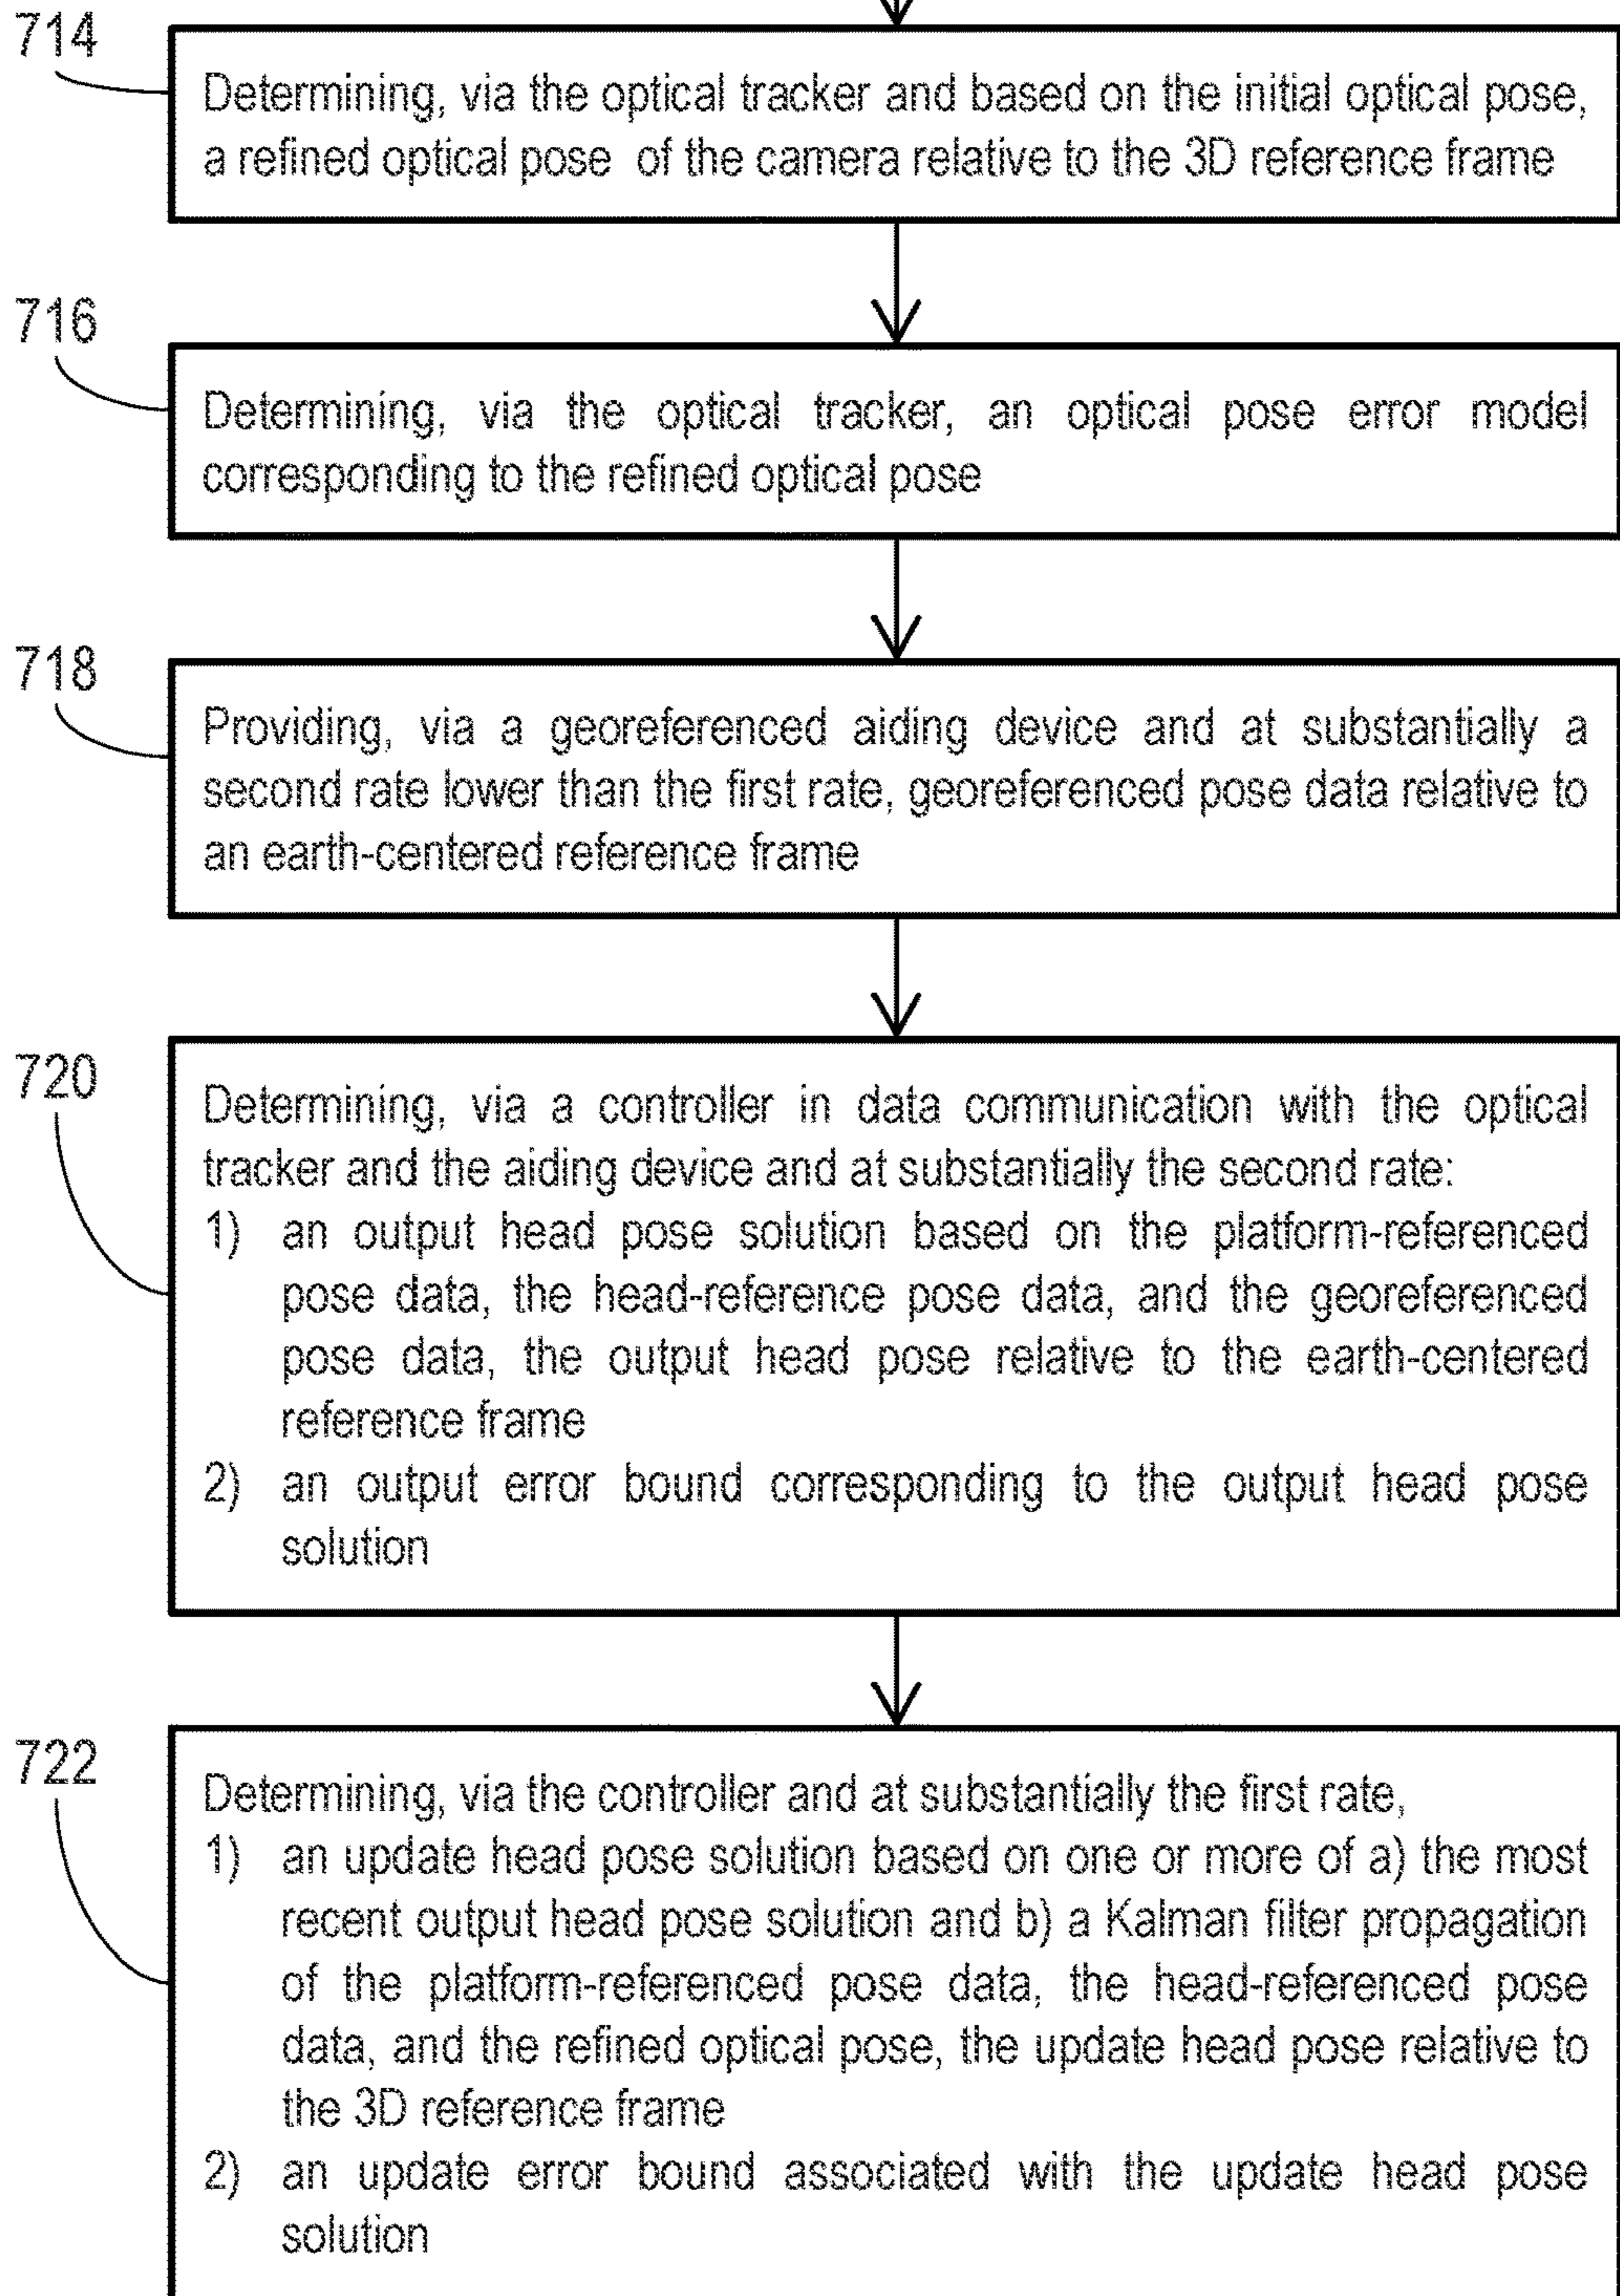 714
Determining, via the optical tracker and based on the initial optical pose,
a refined optical pose of the camera relative to the 3D reference frame
716
Determining, via the optical tracker, an optical pose error model
corresponding to the refined optical pose
718
Providing, via a georeferenced aiding device and at substantially a
second rate lower than the first rate, georeferenced pose data relative to
an earth-centered reference frame
720
Determining, via a controller in data communication with the optical
tracker and the aiding device and at substantially the second rate:
1) an output head pose solution based on the platform-referenced
pose data, the head-reference pose data, and the georeferenced
pose data, the output head pose relative to the earth-centered
reference frame
2) an output error bound corresponding to the output head pose
solution
722
Determining, via the controller and at substantially the first rate,
1) an update head pose solution based on one or more of a) the most
recent output head pose solution and b) a Kalman filter propagation
of the platform-referenced pose data, the head-referenced pose
data, and the refined optical pose, the update head pose relative to
the 3D reference frame
2) an update error bound associated with the update head pose
solution